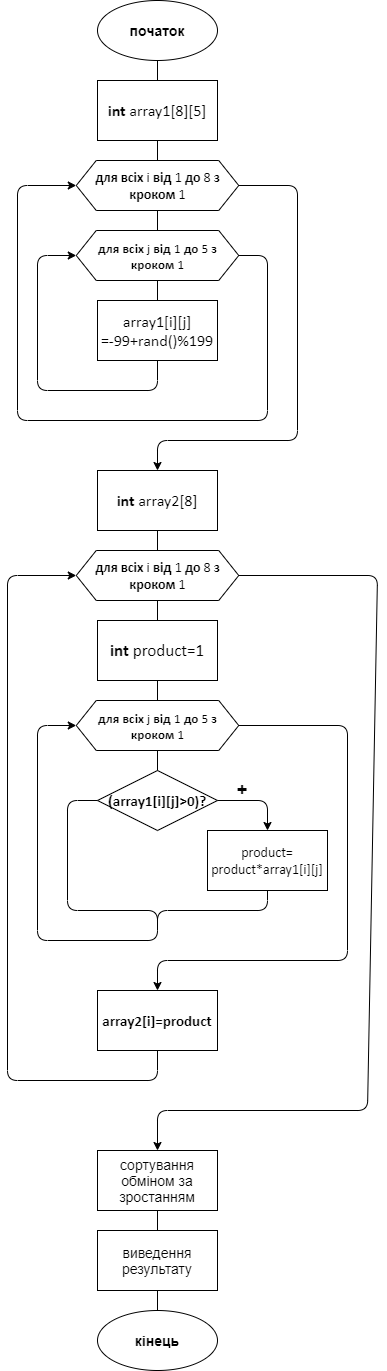 початок
int array1[8][5]
для всіх і від 1 до 8 з
кроком 1
для всіх j від 1 до 5 з
кроком 1
array1[i][j]
=-99+rand()%199
int array2[8]
для всіх і від 1 до 8 з
кроком 1
int product=1
для всіх j від 1 до 5 з
кроком 1
(array1[i][j]>0)?
+
product=
product*array1[i][j]
array2[i]=product
сортування
обміном за
зростанням
виведення
результату
кінець